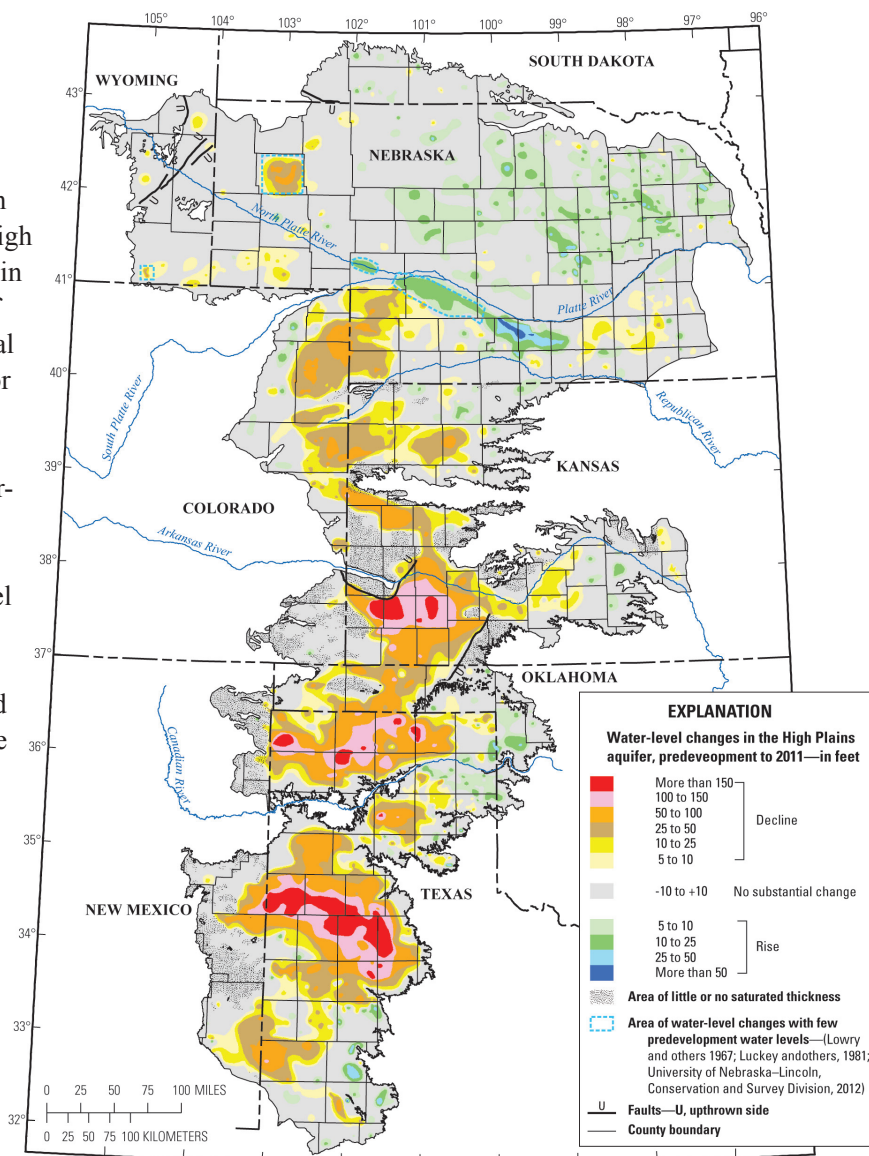 105°
104°
103°
102°
101°
100°
99°
98°
97°
96°
SOUTH DAKOTA
WYOMING
43°
U
U
U
U
U
NEBRASKA
42°
North Platte River
41°
Platte River
40°
South Platte River
Republican River
39°
KANSAS
COLORADO
Arkansas River
38°
U
37°
U
OKLAHOMA
Canadian River
36°
35°
TEXAS
NEW MEXICO
34°
33°
32°
0 25 50 75 100 MILES
0 25 50 75 100 KILOMETERS
EXPLANATION
Water-level changes in the High Plains
aquifer, predeveopment to 2011—in feet
More than 150
100 to 150
50 to 100
25 to 50
10 to 25
5 to 10
Decline
-10 to +10 No substantial change
5 to 10
10 to 25
25 to 50
More than 50
Rise
Area of little or no saturated thickness
Area of water-level changes with few
predevelopment water levels—(Lowry
and others 1967; Luckey andothers, 1981;
University of Nebraska–Lincoln,
Conservation and Survey Division, 2012)
U
Faults—U, upthrown side
County boundary
igh
in
al
or
r-
el